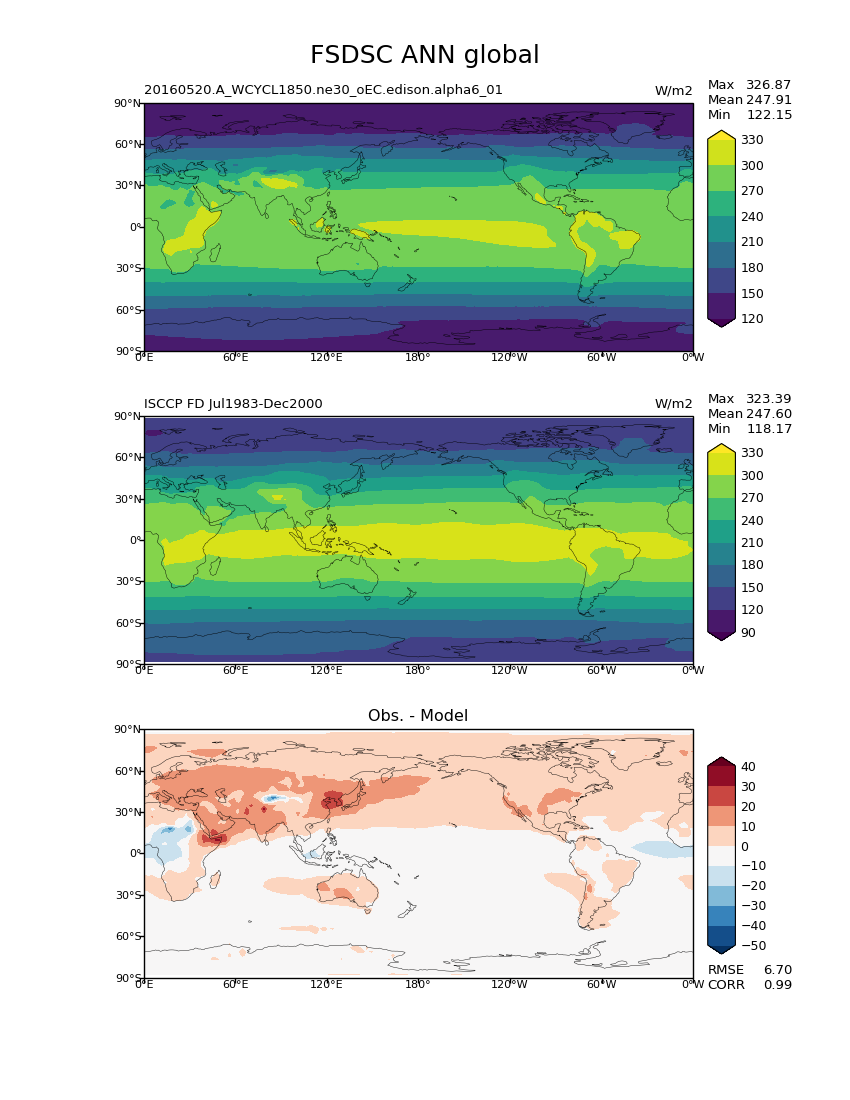 FSDSC ANN global
20160520.A_WCYCL1850.ne30_oEC.edison.alpha6_01 W/m2
Max 326.87
Mean 247.91
Min 122.15
90°N
60°N
30°N
0°
30°S
60°S
90°S
0°E 60°E 120°E 180° 120°W 60°W 0°W
330
300
270
240
210
180
150
120
ISCCP FD Jul1983-Dec2000 W/m2
Max 323.39
Mean 247.60
Min 118.17
90°N
60°N
30°N
0°
30°S
60°S
90°S
0°E 60°E 120°E 180° 120°W 60°W 0°W
330
300
270
240
210
180
150
120
90
Obs. - Model
90°N
60°N
30°N
0°
30°S
60°S
90°S
0°E 60°E 120°E 180° 120°W 60°W 0°W
40
30
20
10
0
−10
−20
−30
−40
−50
RMSE 6.70
CORR 0.99